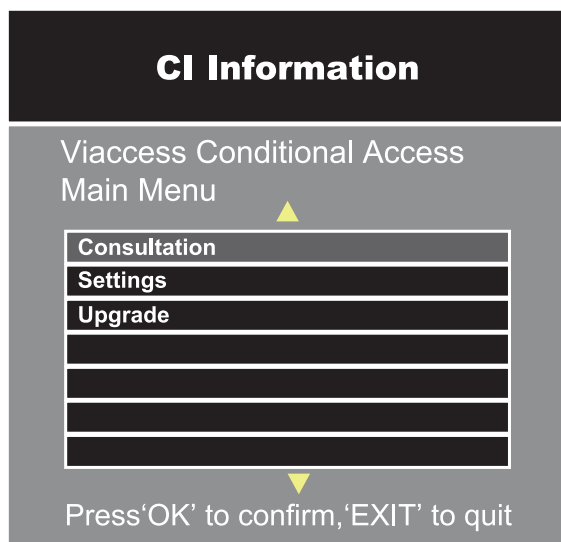 CI Information
Viaccess Conditional Access
Main Menu
Consultation
Settings
Upgrade
Press‘OK’ to confirm,‘EXIT’ to quit